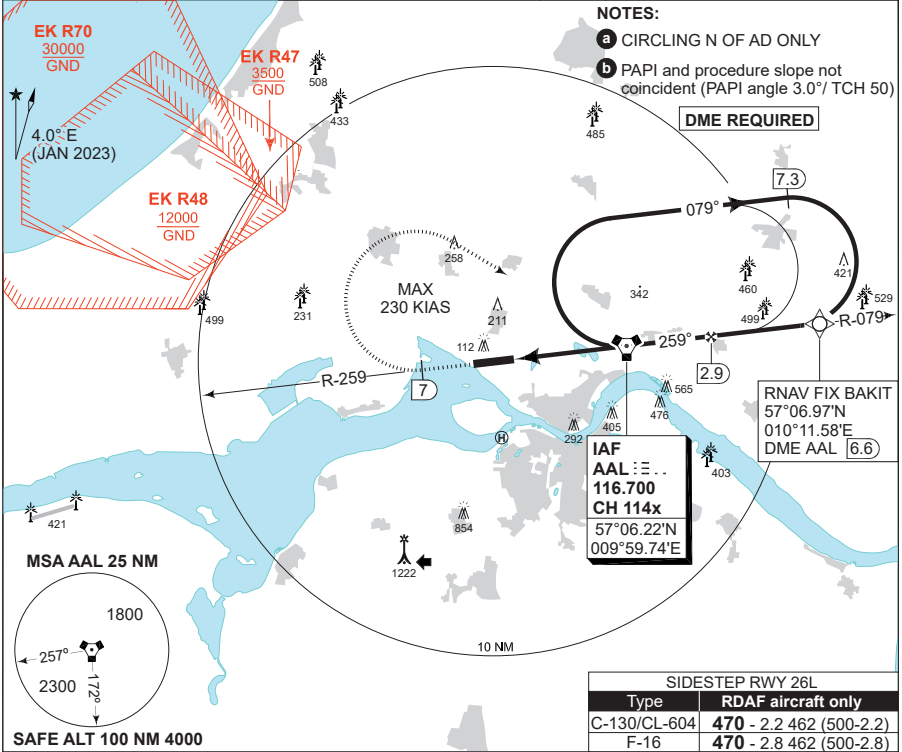 NOTES:
a CIRCLING N OF AD ONLY
b PAPI and procedure slope not
coincident (PAPI angle 3.0°/ TCH 50)
DME REQUIRED
EK R70
30000
GND
EK R47
3500
GND
508
433
485
4.0° E
(JAN 2023)
EK R48
12000
GND
7.3
079°
258
421
460
MAX
230 KIAS
342
529
499
231
211
499
R-079
112
259°
2.9
R-259
7
565
476
405
292
RNAV FIX BAKIT
57°06.97'N
010°11.58'E
DME AAL 6.6
H
IAF
AAL
116.700
CH 114x
57°06.22'N
009°59.74'E
403
421
854
1222
MSA AAL 25 NM
1800
257°
2300
172°
SAFE ALT 100 NM 4000
10 NM
SIDESTEP RWY 26L
Type RDAF aircraft only
C-130/CL-604 470 - 2.2 462 (500-2.2)
F-16 470 - 2.8 462 (500-2.8)